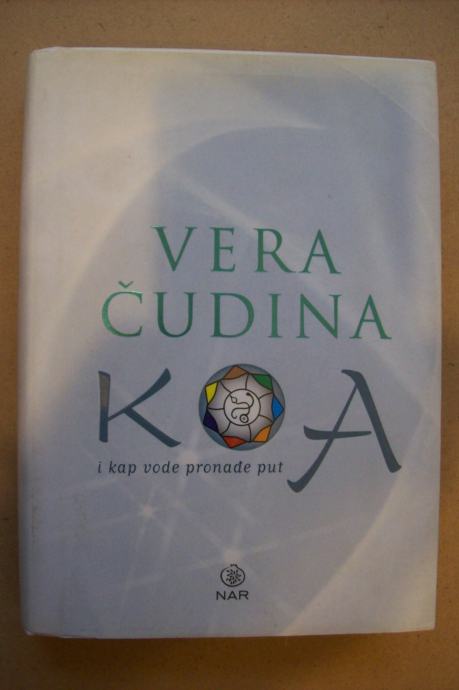 VERA
ČUDINA
KOA
i kap vode pronađe put
NAR